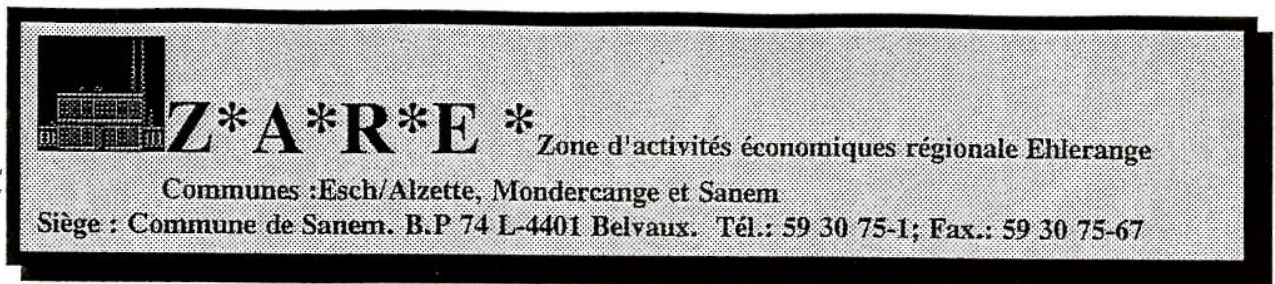 Z*A*R*E * Zone d'activités économiques régionale Ehlerange
Communes :Esch/Alzette, Mondercange et Sanem
Siège : Commune de Sanem. B.P 74 L-4401 Belvaux. Tél.: 59 30 75-1; Fax.: 59 30 75-67